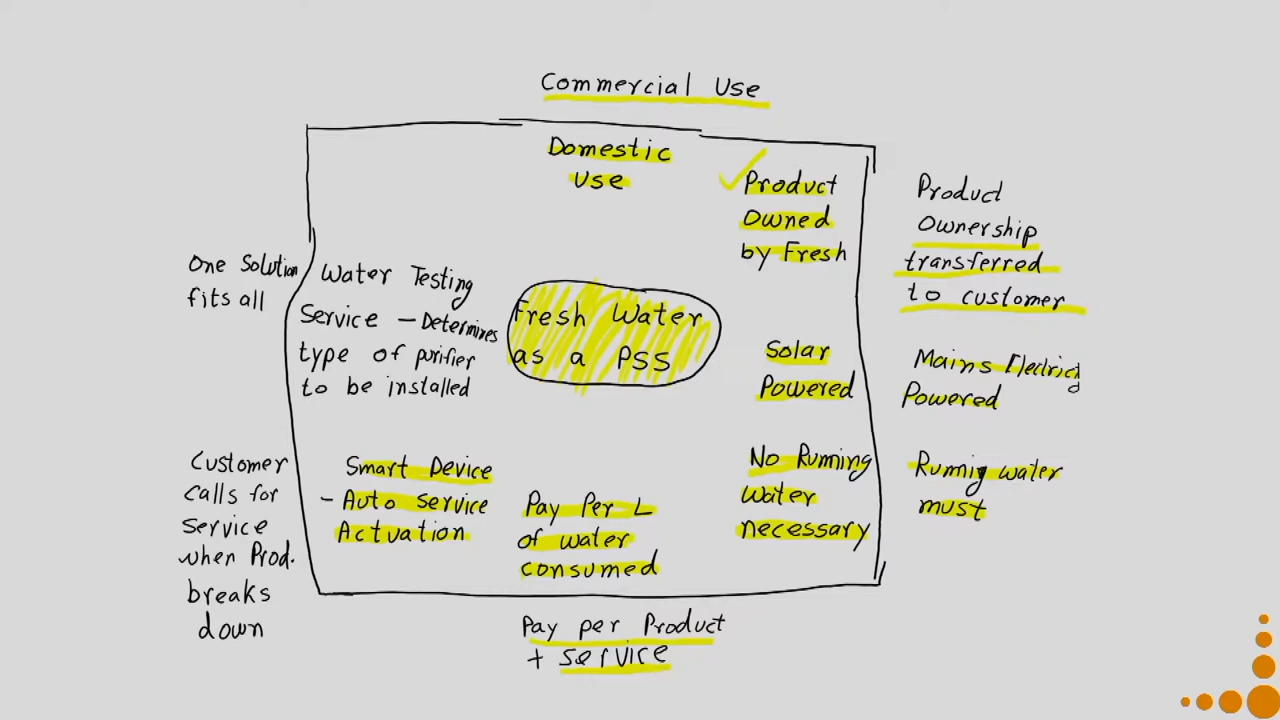 Commercial Use
Domestic
Use
Product
Owned
by Fresh
Product
Ownership
transferred
to customer
One Solution
fits all
Water Testing
Service – Determines
type of purifier
to be installed
Fresh Water
as a PSS
Solar
Powered
Mains Electricity
Powered
Customer
calls for
service
when Prod.
breaks
down
Smart Device
- Auto service
Actuation
Pay Per L
of water
consumed
No Running
Water
necessary
Running water
must
Pay per Product
+ service